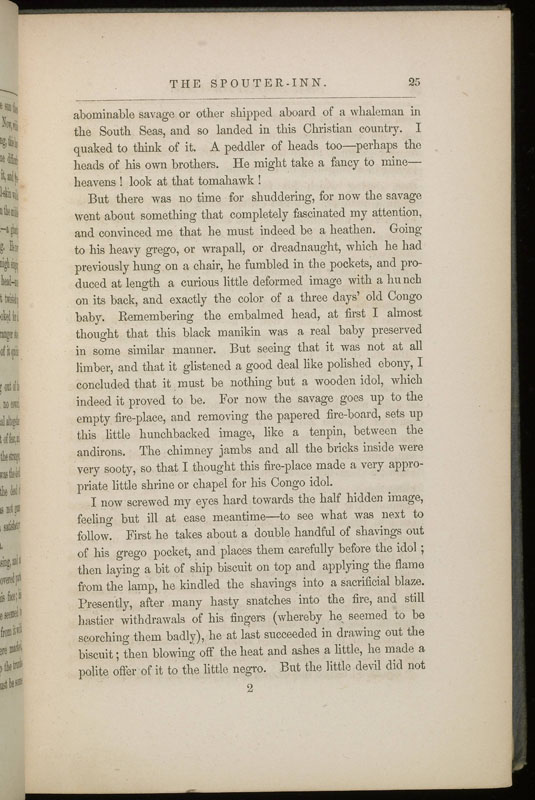 THE SPOUTER-INN. 25
abominable savage or other shipped aboard of a whaleman in
the South Seas, and so landed in this Christian country. I
quaked to think of it. A peddler of heads too—perhaps the
heads of his own brothers. He might take a fancy to mine—
heavens! look at that tomahawk!
But there was no time for shuddering, for now the savage
went about something that completely fascinated my attention,
and convinced me that he must indeed be a heathen. Going
to his heavy grego, or wrapall, or dreadnaught, which he had
previously hung on a chair, he fumbled in the pockets, and pro-
duced at length a curious little deformed image with a hunch
on its back, and exactly the color of a three days' old Congo
baby. Remembering the embalmed head, at first I almost
thought that this black manikin was a real baby preserved
in some similar manner. But seeing that it was not at all
limber, and that it glistened a good deal like polished ebony, I
concluded that it must be nothing but a wooden idol, which
indeed it proved to be. For now the savage goes up to the
empty fire-place, and removing the papered fire-board, sets up
this little hunchbacked image, like a tenpin, between the
andirons. The chimney jambs and all the bricks inside were
very sooty, so that I thought this fire-place made a very appro-
priate little shrine or chapel for his Congo idol.
I now screwed my eyes hard towards the half hidden image,
feeling but ill at ease meantime—to see what was next to
follow. First he takes about a double handful of shavings out
of his grego pocket, and places them carefully before the idol;
then laying a bit of ship biscuit on top and applying the flame
from the lamp, he kindled the shavings into a sacrificial blaze.
Presently, after many hasty snatches into the fire, and still
hastier withdrawals of his fingers (whereby he seemed to be
scorching them badly), he at last succeeded in drawing out the
biscuit; then blowing off the heat and ashes a little, he made a
polite offer of it to the little negro. But the little devil did not
2